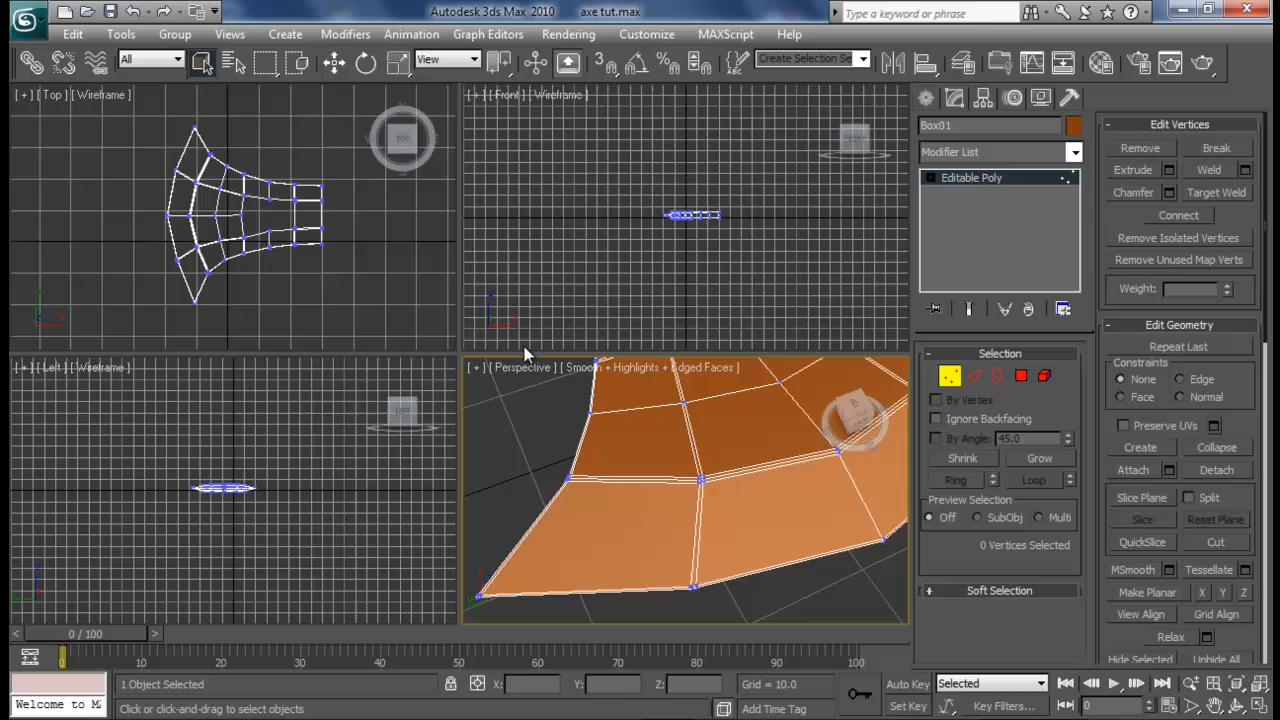 Autodesk 3ds Max 2010 axe tut.max
Type a keyword or phrase
Edit Tools Group Views Create Modifiers Animation Graph Editors Rendering Customize MAXScript Help
All View Create Selection Se
[ + ] [ Top ] [ Wireframe ]
TOP
[ + ] [ Front ] [ Wireframe ]
FRONT
[ + ] [ Left ] [ Wireframe ]
LEFT
[ + ] [ Perspective ] [ Smooth + Highlights + Edged Faces ]
Box01
Modifier List
Editable Poly
- Selection
By Vertex
Ignore Backfacing
By Angle: 45.0
Shrink Grow
Ring Loop
Preview Selection
Off SubObj Multi
0 Vertices Selected
+ Soft Selection
- Edit Vertices
Remove Break
Extrude Weld
Chamfer Target Weld
Connect
Remove Isolated Vertices
Remove Unused Map Verts
Weight:
- Edit Geometry
Repeat Last
Constraints
None Edge
Face Normal
Preserve UVs
Create Collapse
Attach Detach
Slice Plane Split
Slice Reset Plane
QuickSlice Cut
MSmooth Tessellate
Make Planar X Y Z
View Align Grid Align
Relax
Hide Selected Unhide All
< 0 / 100 >
0 10 20 30 40 50 60 70 80 90 100
1 Object Selected X: Y: Z: Grid = 10.0 Auto Key Selected
Welcome to MA Click or click-and-drag to select objects Add Time Tag Set Key Key Filters... 0